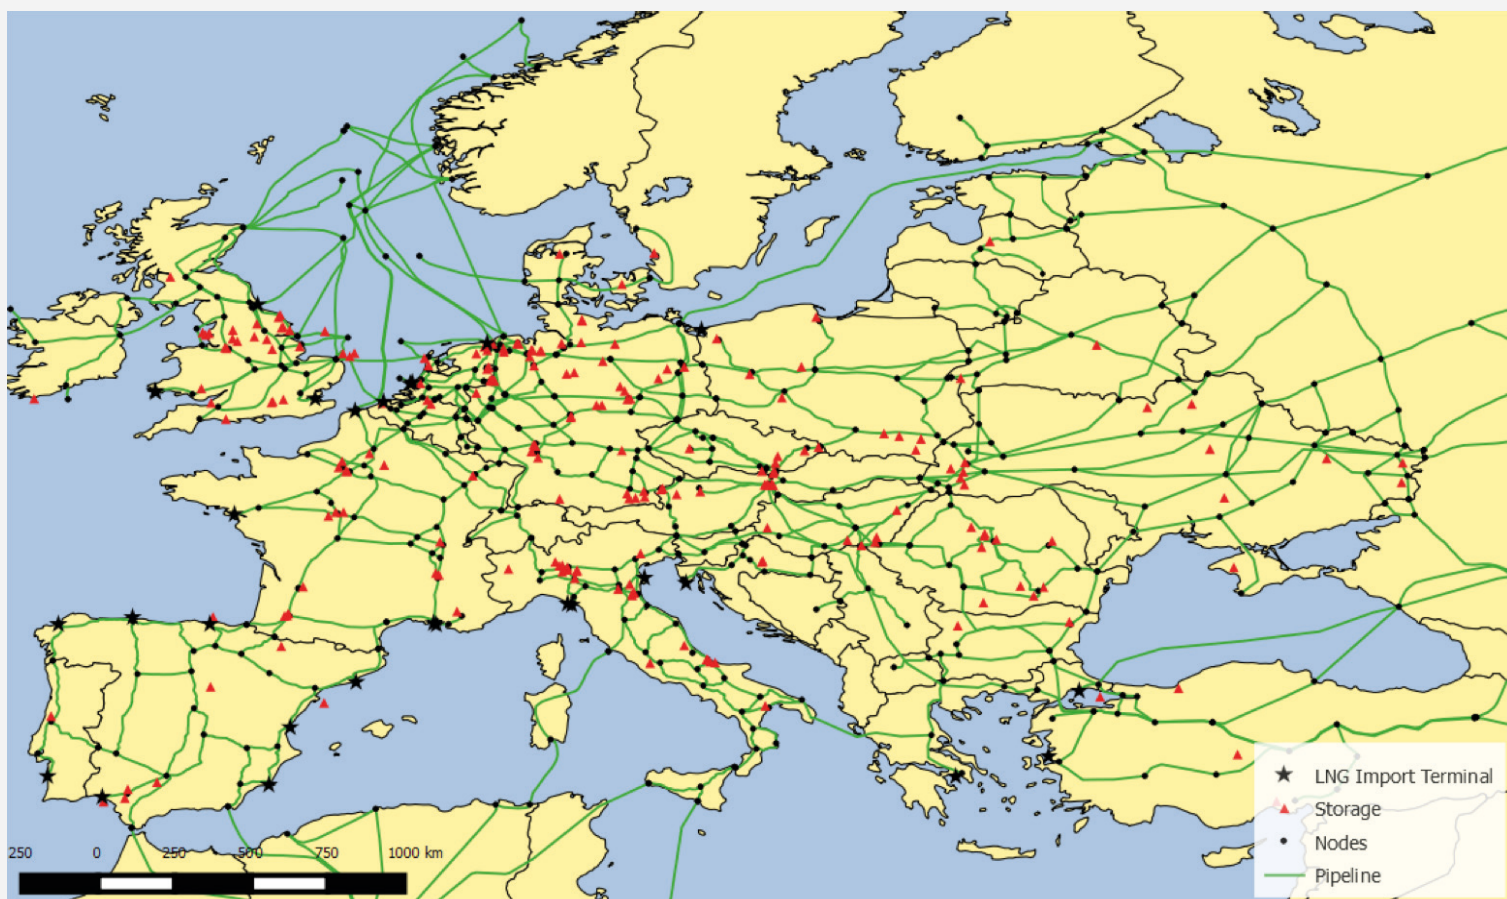 LNG Import Terminal
Storage
Nodes
Pipeline
250 0 250 500 750 1000 km